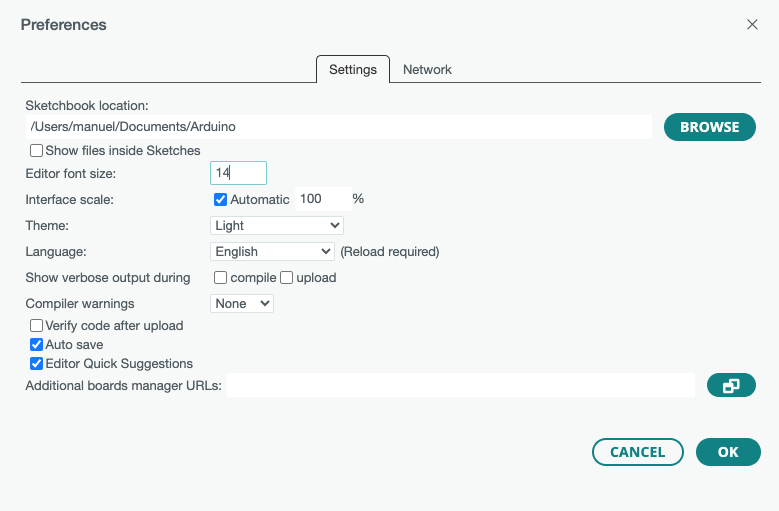 Preferences
Settings Network
Sketchbook location:
/Users/manuel/Documents/Arduino BROWSE
Show files inside Sketches
Editor font size: 14
Interface scale: Automatic 100 %
Theme: Light
Language: English (Reload required)
Show verbose output during compile upload
Compiler warnings None
Verify code after upload
Auto save
Editor Quick Suggestions
Additional boards manager URLs:
CANCEL OK